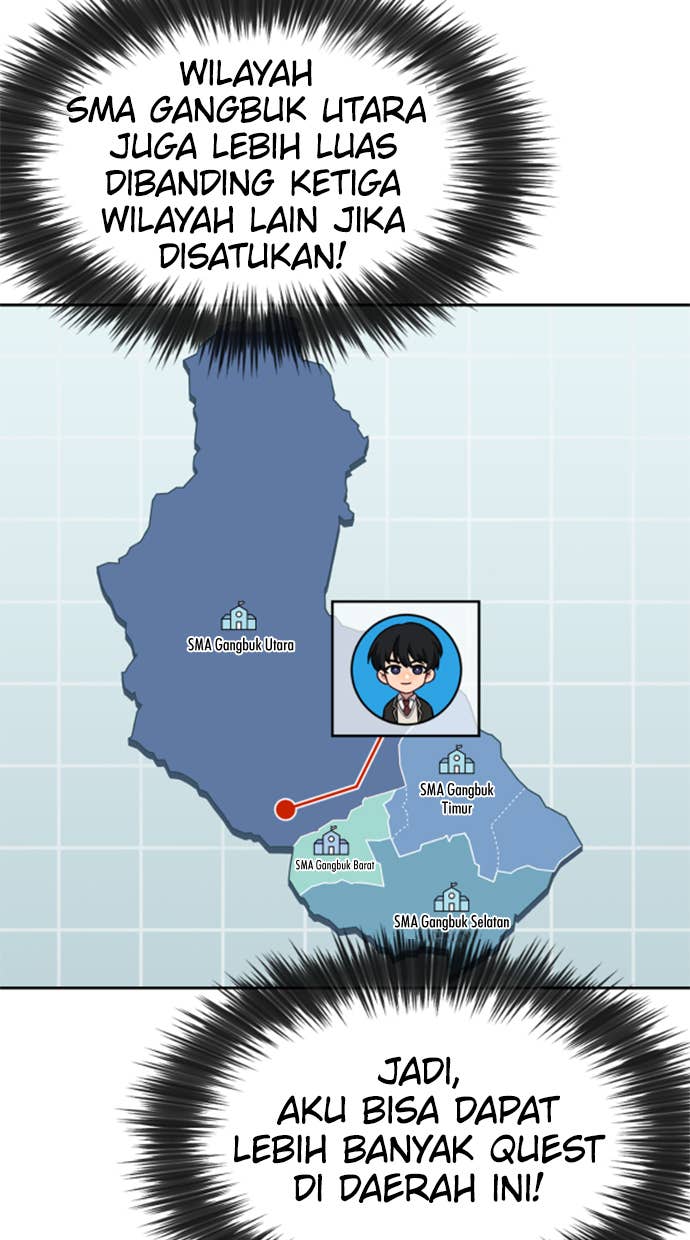 WILAYAH
SMA GANGBUK UTARA
JUGA LEBIH LUAS
DIBANDING KETIGA
WILAYAH LAIN JIKA
DISATUKAN!
SMA Gangbuk Utara
SMA Gangbuk
Timur
SMA Gangbuk Barat
SMA Gangbuk Selatan
JADI,
AKU BISA DAPAT
LEBIH BANYAK QUEST
DI DAERAH INI!